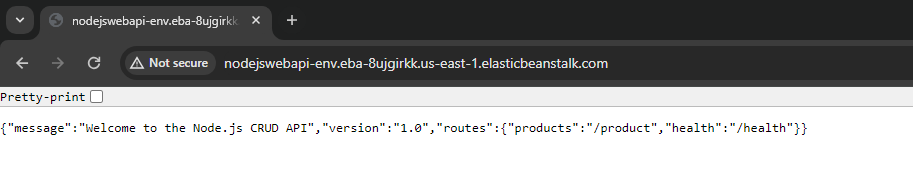 nodejswebapi-env.eba-8ujgirkk
Not secure nodejswebapi-env.eba-8ujgirkk.us-east-1.elasticbeanstalk.com
Pretty-print
{"message":"Welcome to the Node.js CRUD API","version":"1.0","routes":{"products":"/product","health":"/health"}}